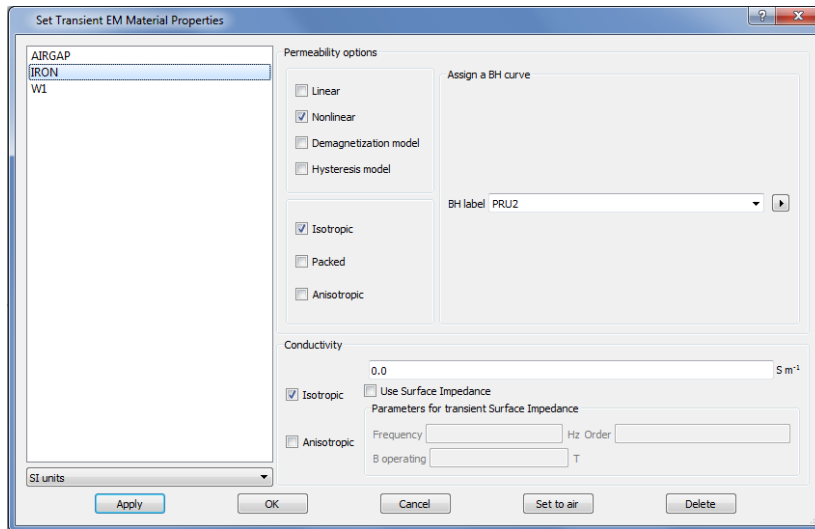 Set Transient EM Material Properties
?
AIRGAP
IRON
W1
SI units
Permeability options
Linear
Nonlinear
Demagnetization model
Hysteresis model
Isotropic
Packed
Anisotropic
Assign a BH curve
BH label PRU2
Conductivity
0.0 S m⁻¹
Isotropic
Use Surface Impedance
Parameters for transient Surface Impedance
Anisotropic
Frequency Hz Order
B operating T
Apply OK Cancel Set to air Delete